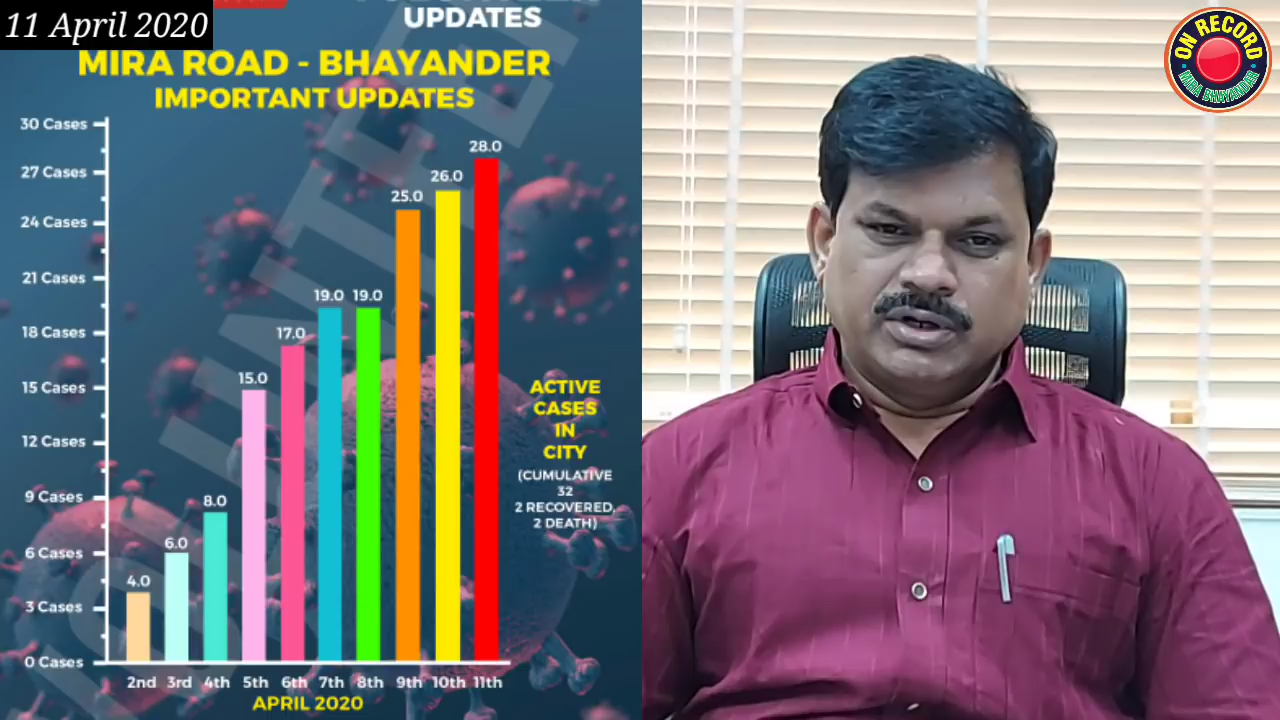 11 April 2020
UPDATES
MIRA ROAD - BHAYANDER
IMPORTANT UPDATES
30 Cases
27 Cases
24 Cases
21 Cases
18 Cases
15 Cases
12 Cases
9 Cases
6 Cases
3 Cases
0 Cases
4.0
6.0
8.0
15.0
17.0
19.0
19.0
25.0
26.0
28.0
2nd 3rd 4th 5th 6th 7th 8th 9th 10th 11th
APRIL 2020
ACTIVE
CASES
IN
CITY
(CUMULATIVE
32
2 RECOVERED,
2 DEATH)
ON RECORD
MIRA BHAYANDER